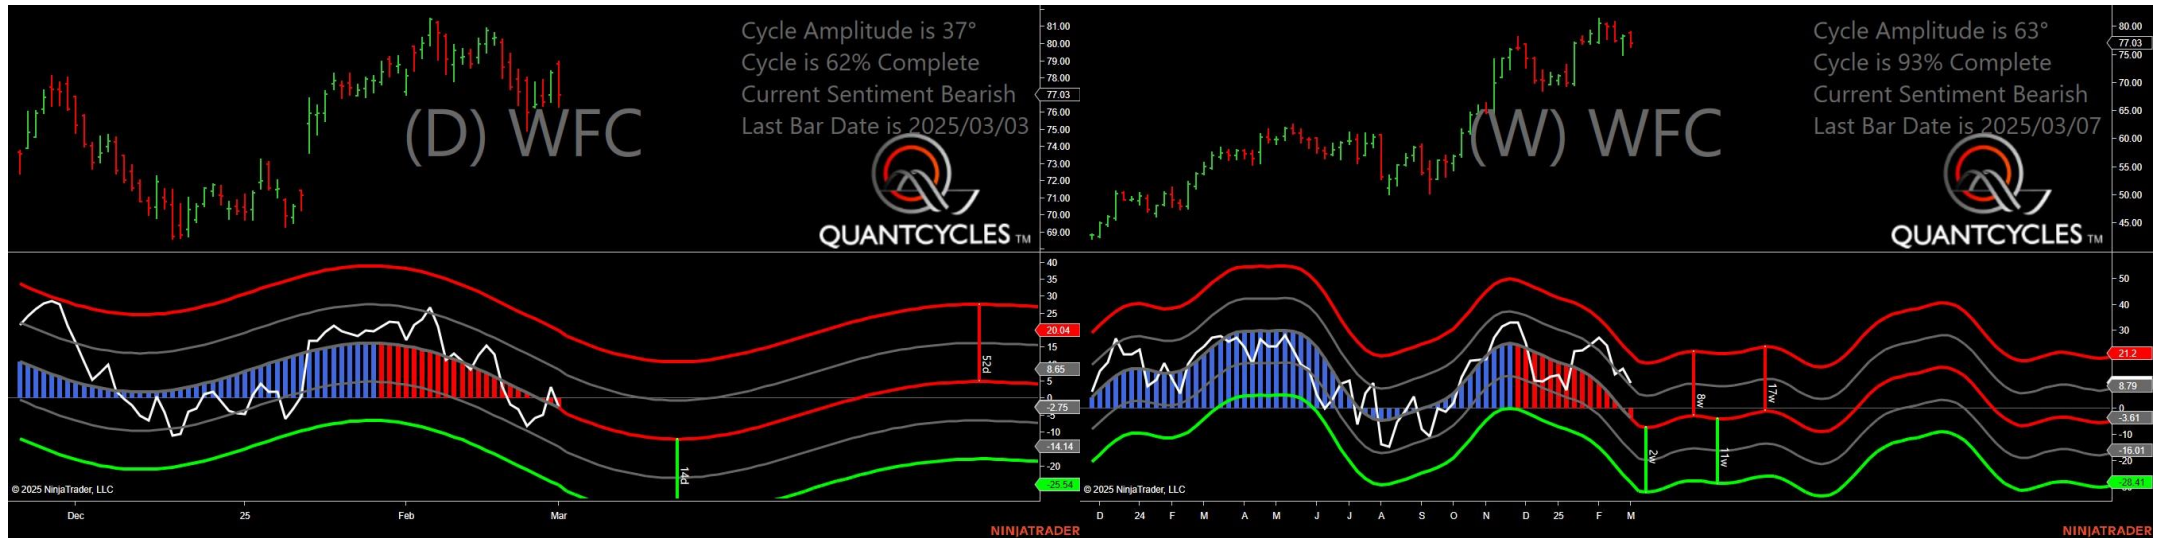 Cycle Amplitude is 37°
Cycle is 62% Complete
Current Sentiment Bearish
Last Bar Date is 2025/03/03
(D) WFC
QUANTCYCLES TM
81.00
80.00
79.00
78.00
77.03
76.00
75.00
74.00
73.00
72.00
71.00
70.00
69.00
40
35
30
25
20.04
15
8.65
5
0
-2.75
-5
-10
-14.14
-20
-25.54
52d
14d
© 2025 NinjaTrader, LLC
Dec 25 Feb Mar
NINJATRADER
Cycle Amplitude is 63°
Cycle is 93% Complete
Current Sentiment Bearish
Last Bar Date is 2025/03/07
(W) WFC
QUANTCYCLES TM
80.00
77.03
75.00
70.00
65.00
60.00
55.00
50.00
45.00
50
40
30
21.2
8.79
0
-3.61
-10
-16.01
-20
-28.41
8w
17w
2w
11w
© 2025 NinjaTrader, LLC
D 24 F M A M J J A S O N D 25 F M
NINJATRADER